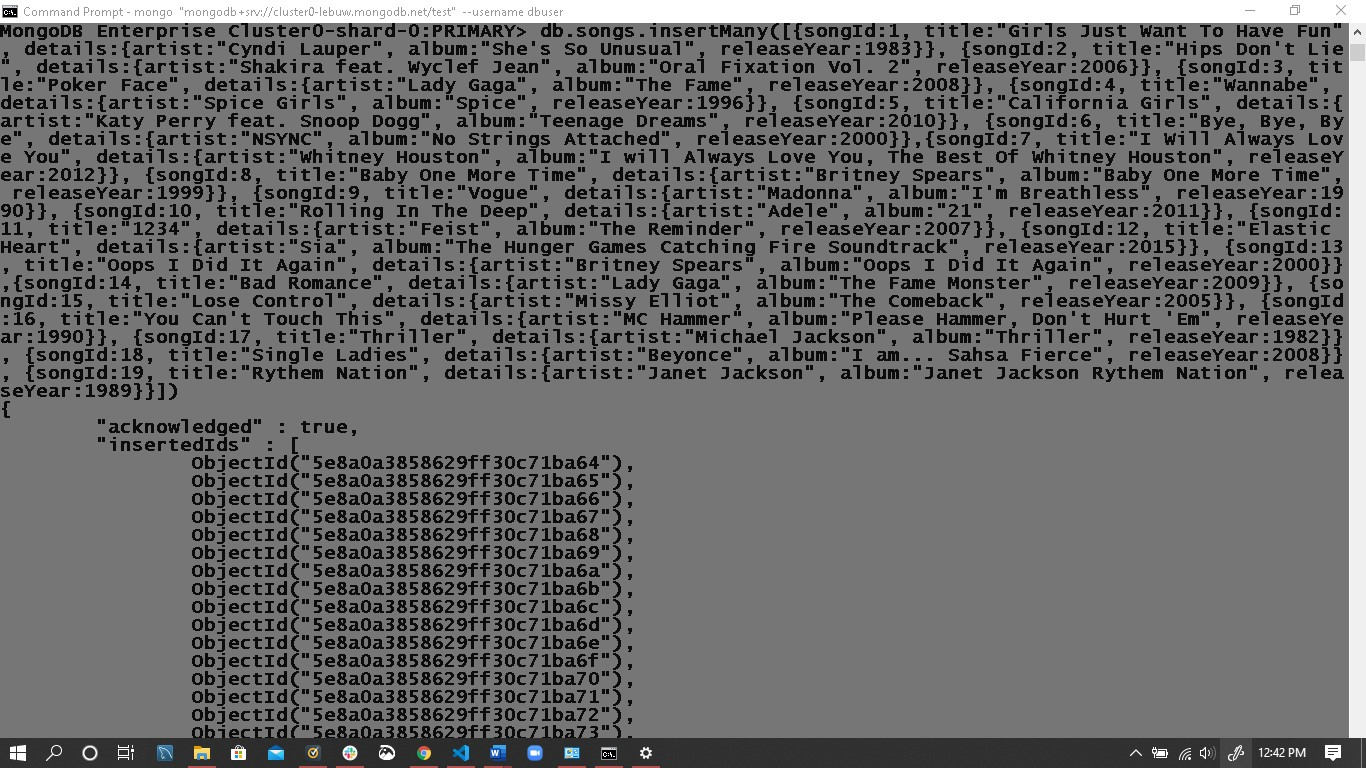 Command Prompt - mongo "mongodb+srv://cluster0-lebuw.mongodb.net/test" --username dbuser
MongoDB Enterprise Cluster0-shard-0:PRIMARY> db.songs.insertMany([{songId:1, title:"Girls Just Want To Have Fun"
, details:{artist:"Cyndi Lauper", album:"She's So Unusual", releaseYear:1983}}, {songId:2, title:"Hips Don't Lie
", details:{artist:"Shakira feat. Wyclef Jean", album:"Oral Fixation Vol. 2", releaseYear:2006}}, {songId:3, tit
le:"Poker Face", details:{artist:"Lady Gaga", album:"The Fame", releaseYear:2008}}, {songId:4, title:"Wannabe",
details:{artist:"Spice Girls", album:"Spice", releaseYear:1996}}, {songId:5, title:"California Girls", details:{
artist:"Katy Perry feat. Snoop Dogg", album:"Teenage Dreams", releaseYear:2010}}, {songId:6, title:"Bye, Bye, By
e", details:{artist:"NSYNC", album:"No Strings Attached", releaseYear:2000}},{songId:7, title:"I Will Always Lov
e You", details:{artist:"Whitney Houston", album:"I will Always Love You, The Best Of Whitney Houston", releaseY
ear:2012}}, {songId:8, title:"Baby One More Time", details:{artist:"Britney Spears", album:"Baby One More Time",
releaseYear:1999}}, {songId:9, title:"Vogue", details:{artist:"Madonna", album:"I'm Breathless", releaseYear:19
90}}, {songId:10, title:"Rolling In The Deep", details:{artist:"Adele", album:"21", releaseYear:2011}}, {songId:
11, title:"1234", details:{artist:"Feist", album:"The Reminder", releaseYear:2007}}, {songId:12, title:"Elastic
Heart", details:{artist:"Sia", album:"The Hunger Games Catching Fire Soundtrack", releaseYear:2015}}, {songId:13
, title:"Oops I Did It Again", details:{artist:"Britney Spears", album:"Oops I Did It Again", releaseYear:2000}}
,{songId:14, title:"Bad Romance", details:{artist:"Lady Gaga", album:"The Fame Monster", releaseYear:2009}}, {so
ngId:15, title:"Lose Control", details:{artist:"Missy Elliot", album:"The Comeback", releaseYear:2005}}, {songId
:16, title:"You Can't Touch This", details:{artist:"MC Hammer", album:"Please Hammer, Don't Hurt 'Em", releaseYe
ar:1990}}, {songId:17, title:"Thriller", details:{artist:"Michael Jackson", album:"Thriller", releaseYear:1982}}
, {songId:18, title:"Single Ladies", details:{artist:"Beyonce", album:"I am... Sahsa Fierce", releaseYear:2008}}
, {songId:19, title:"Rythem Nation", details:{artist:"Janet Jackson", album:"Janet Jackson Rythem Nation", relea
seYear:1989}}])
{
"acknowledged" : true,
"insertedIds" : [
ObjectId("5e8a0a3858629ff30c71ba64"),
ObjectId("5e8a0a3858629ff30c71ba65"),
ObjectId("5e8a0a3858629ff30c71ba66"),
ObjectId("5e8a0a3858629ff30c71ba67"),
ObjectId("5e8a0a3858629ff30c71ba68"),
ObjectId("5e8a0a3858629ff30c71ba69"),
ObjectId("5e8a0a3858629ff30c71ba6a"),
ObjectId("5e8a0a3858629ff30c71ba6b"),
ObjectId("5e8a0a3858629ff30c71ba6c"),
ObjectId("5e8a0a3858629ff30c71ba6d"),
ObjectId("5e8a0a3858629ff30c71ba6e"),
ObjectId("5e8a0a3858629ff30c71ba6f"),
ObjectId("5e8a0a3858629ff30c71ba70"),
ObjectId("5e8a0a3858629ff30c71ba71"),
ObjectId("5e8a0a3858629ff30c71ba72"),
ObjectId("5e8a0a3858629ff30c71ba73"),
12:42 PM